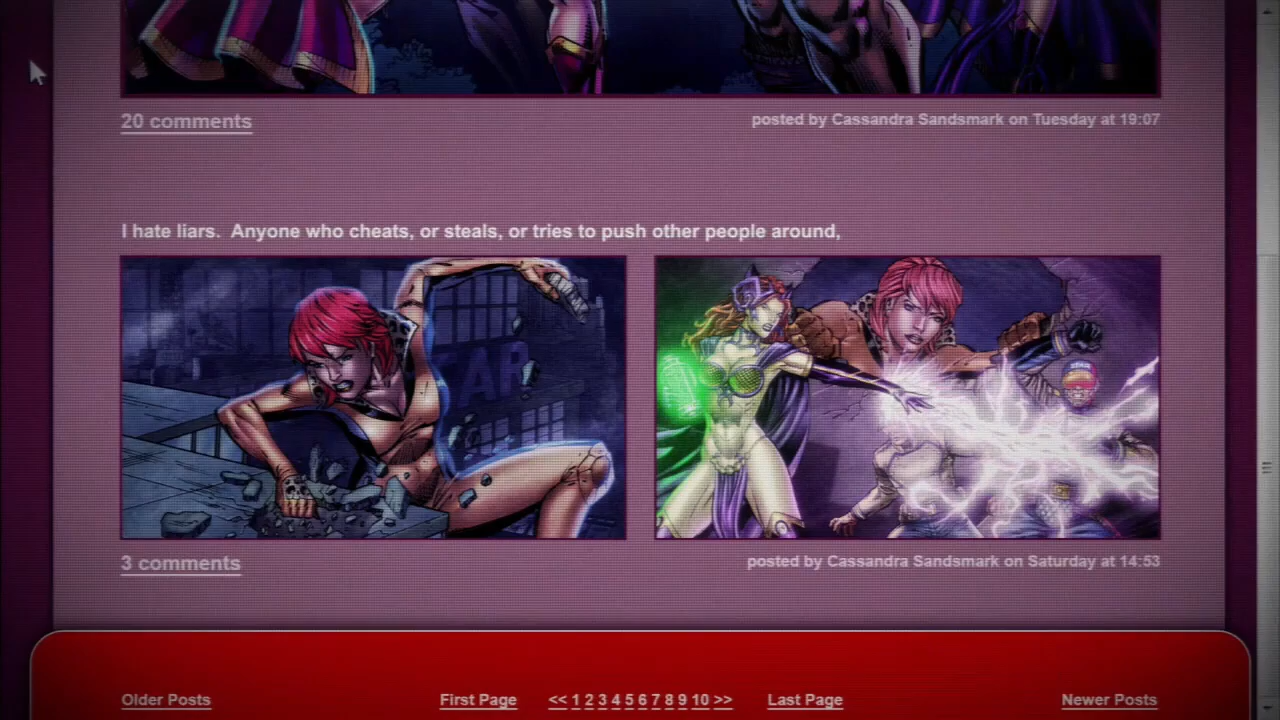 20 comments
posted by Cassandra Sandsmark on Tuesday at 19:07
I hate liars.  Anyone who cheats, or steals, or tries to push other people around,
STAR
3 comments
posted by Cassandra Sandsmark on Saturday at 14:53
Older Posts
First Page
<< 1 2 3 4 5 6 7 8 9 10 >>
Last Page
Newer Posts